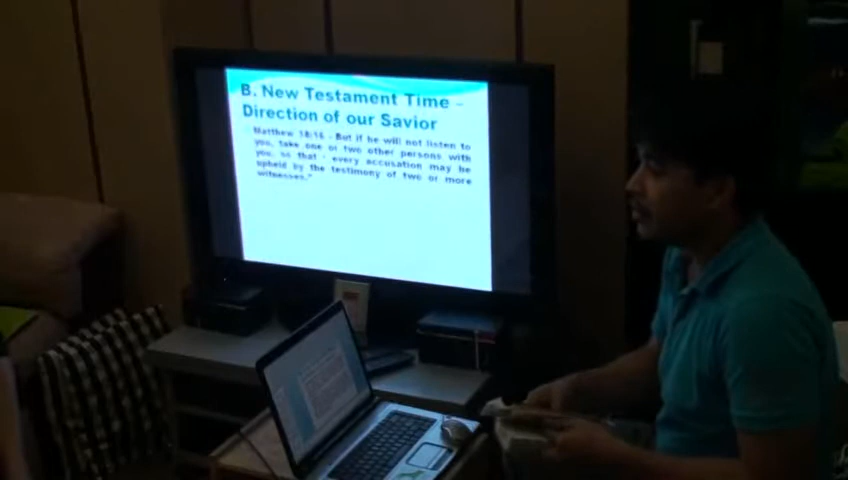 B. New Testament Time –
Direction of our Savior
Matthew 18:16 - But if he will not listen to
you, take one or two other persons with
you, so that ' every accusation may be
upheld by the testimony of two or more
witnesses."